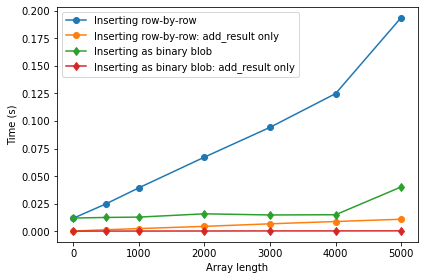 0.200
0.175
0.150
0.125
0.100
0.075
0.050
0.025
0.000
Time (s)
Inserting row-by-row
Inserting row-by-row: add_result only
Inserting as binary blob
Inserting as binary blob: add_result only
0 1000 2000 3000 4000 5000
Array length